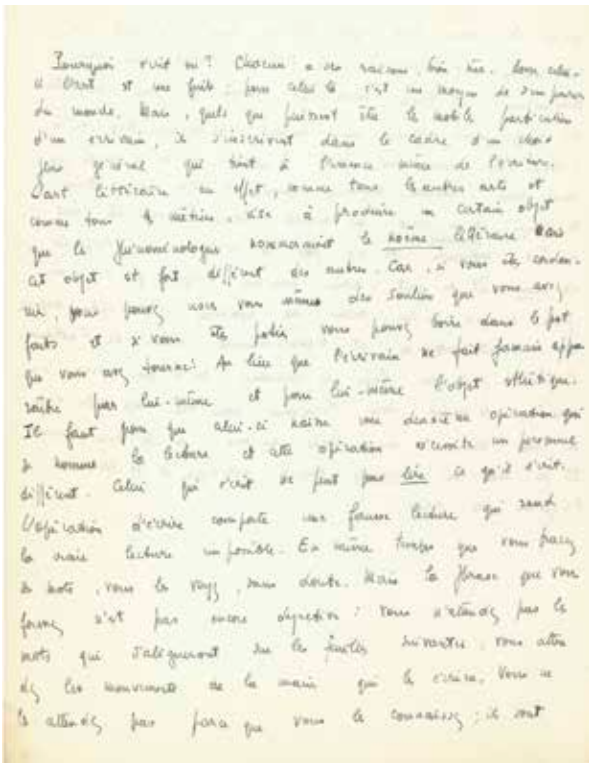 Pourquoi écrit-on ? Chacun a ses raisons, bien sûr. Pour celui-
ci l'art est une fuite ; pour celui-là c'est un moyen de s'emparer
du monde. Mais, quels que puissent être les mobiles particuliers
d'un écrivain, ils s'inscrivent dans le cadre d'un choix
plus général qui tient à l'essence même de l'écriture.
L'art littéraire en effet, comme tous les autres arts et
comme tous les métiers, vise à produire un certain objet
que le phénoménologue nommerait le noème littéraire. Mais
cet objet est fort différent des autres. Car, si vous êtes cordon-
nier, vous pouvez user vous-même des souliers que vous avez
faits et si vous êtes potier vous pouvez boire dans le pot
que vous avez tourné. Au lieu que l'écrivain ne fait jamais appa-
raître par lui-même et pour lui-même l'objet esthétique.
Il faut pour que celui-ci naisse une deuxième opération qui
se nomme la lecture et cette opération nécessite un personnel
différent. Celui qui écrit ne peut pas lire ce qu'il écrit.
L'opération d'écrire comporte une fausse lecture qui rend
la vraie lecture impossible. En même temps que vous tracez
les mots, vous les voyez, sans doute. Mais la phrase que vous
formez n'est pas encore objective : vous n'attendez pas les
mots qui s'aligneront sur les feuilles suivantes, vous atten-
dez les mouvements de la main qui les écrira. Vous ne
les attendez pas parce que vous les connaissez ; ils sont